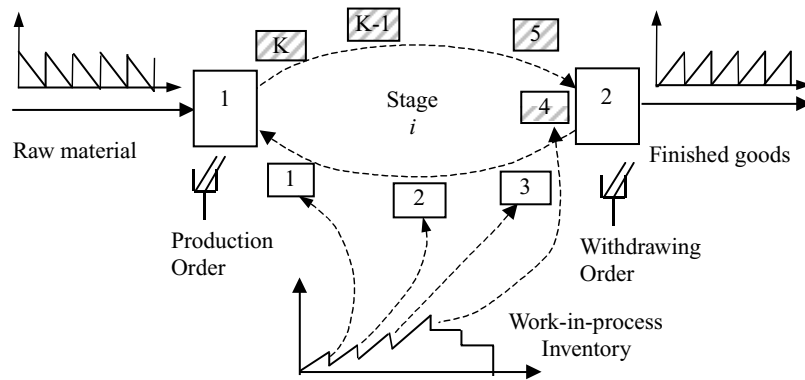 K
K-1
5
1
Stage
i
4
2
Raw material
Finished goods
1
2
3
Production
Order
Withdrawing
Order
Work-in-process
Inventory